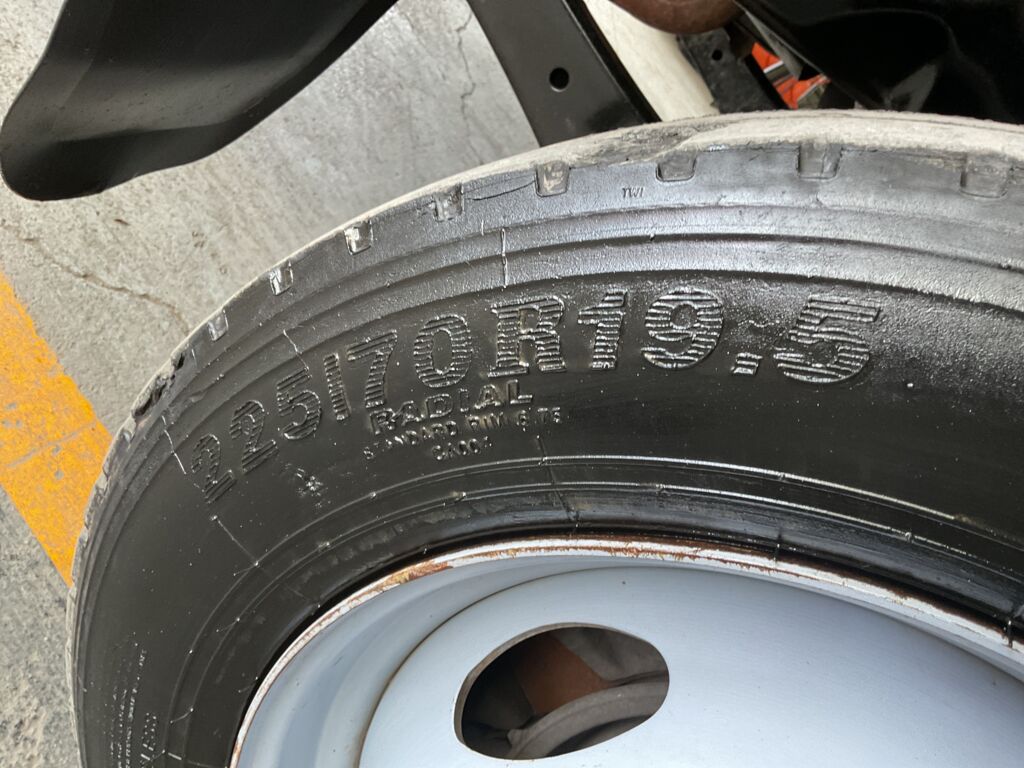 TWI
225/70R19.5
RADIAL
STANDARD RIM 6.75